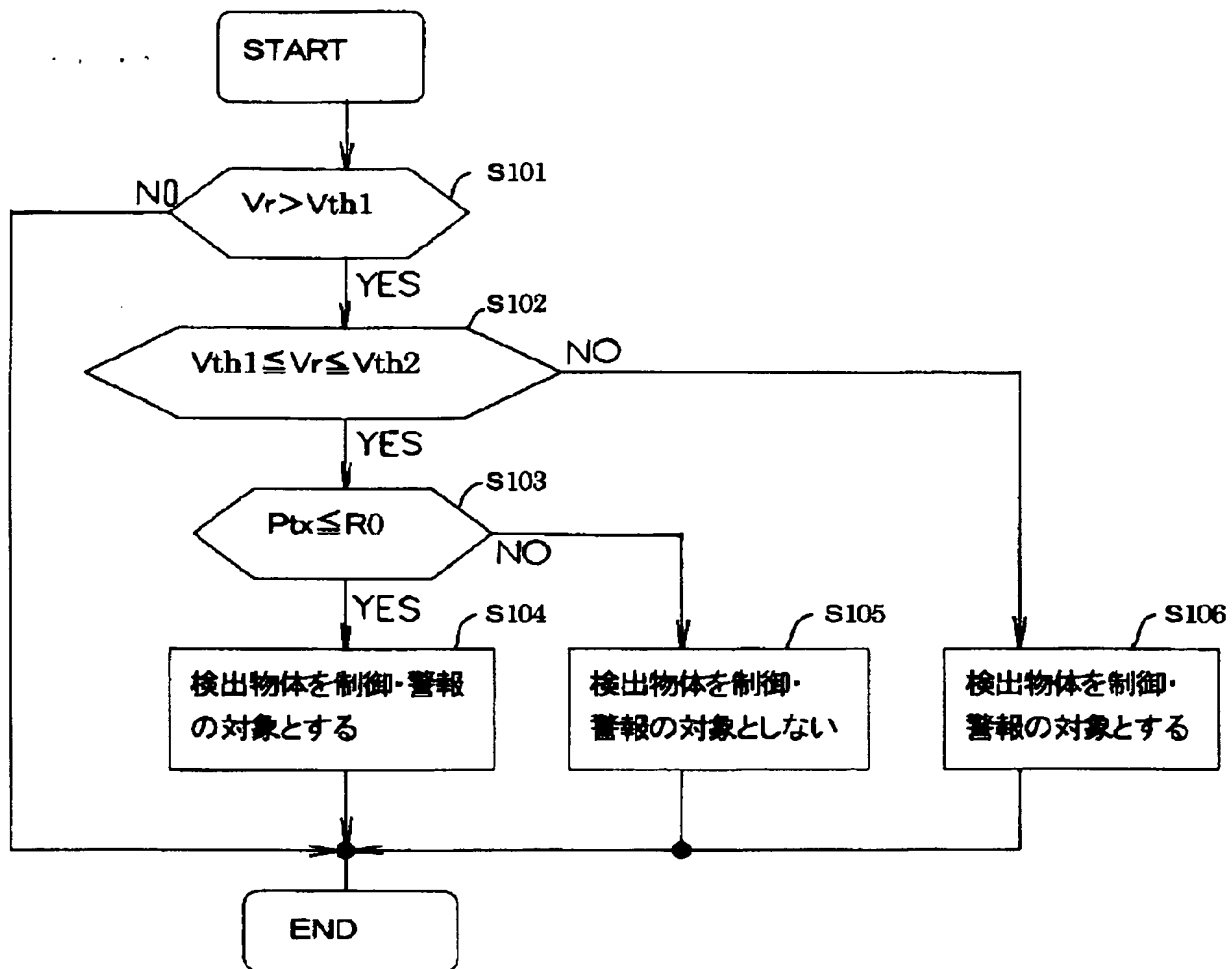 START
S101
NO
Vr>Vth1
YES
S102
Vth1≦Vr≦Vth2
NO
YES
S103
Ptx≦R0
NO
YES
S104
S105
S106
検出物体を制御・警報
の対象とする
検出物体を制御・
警報の対象としない
検出物体を制御・
警報の対象とする
END